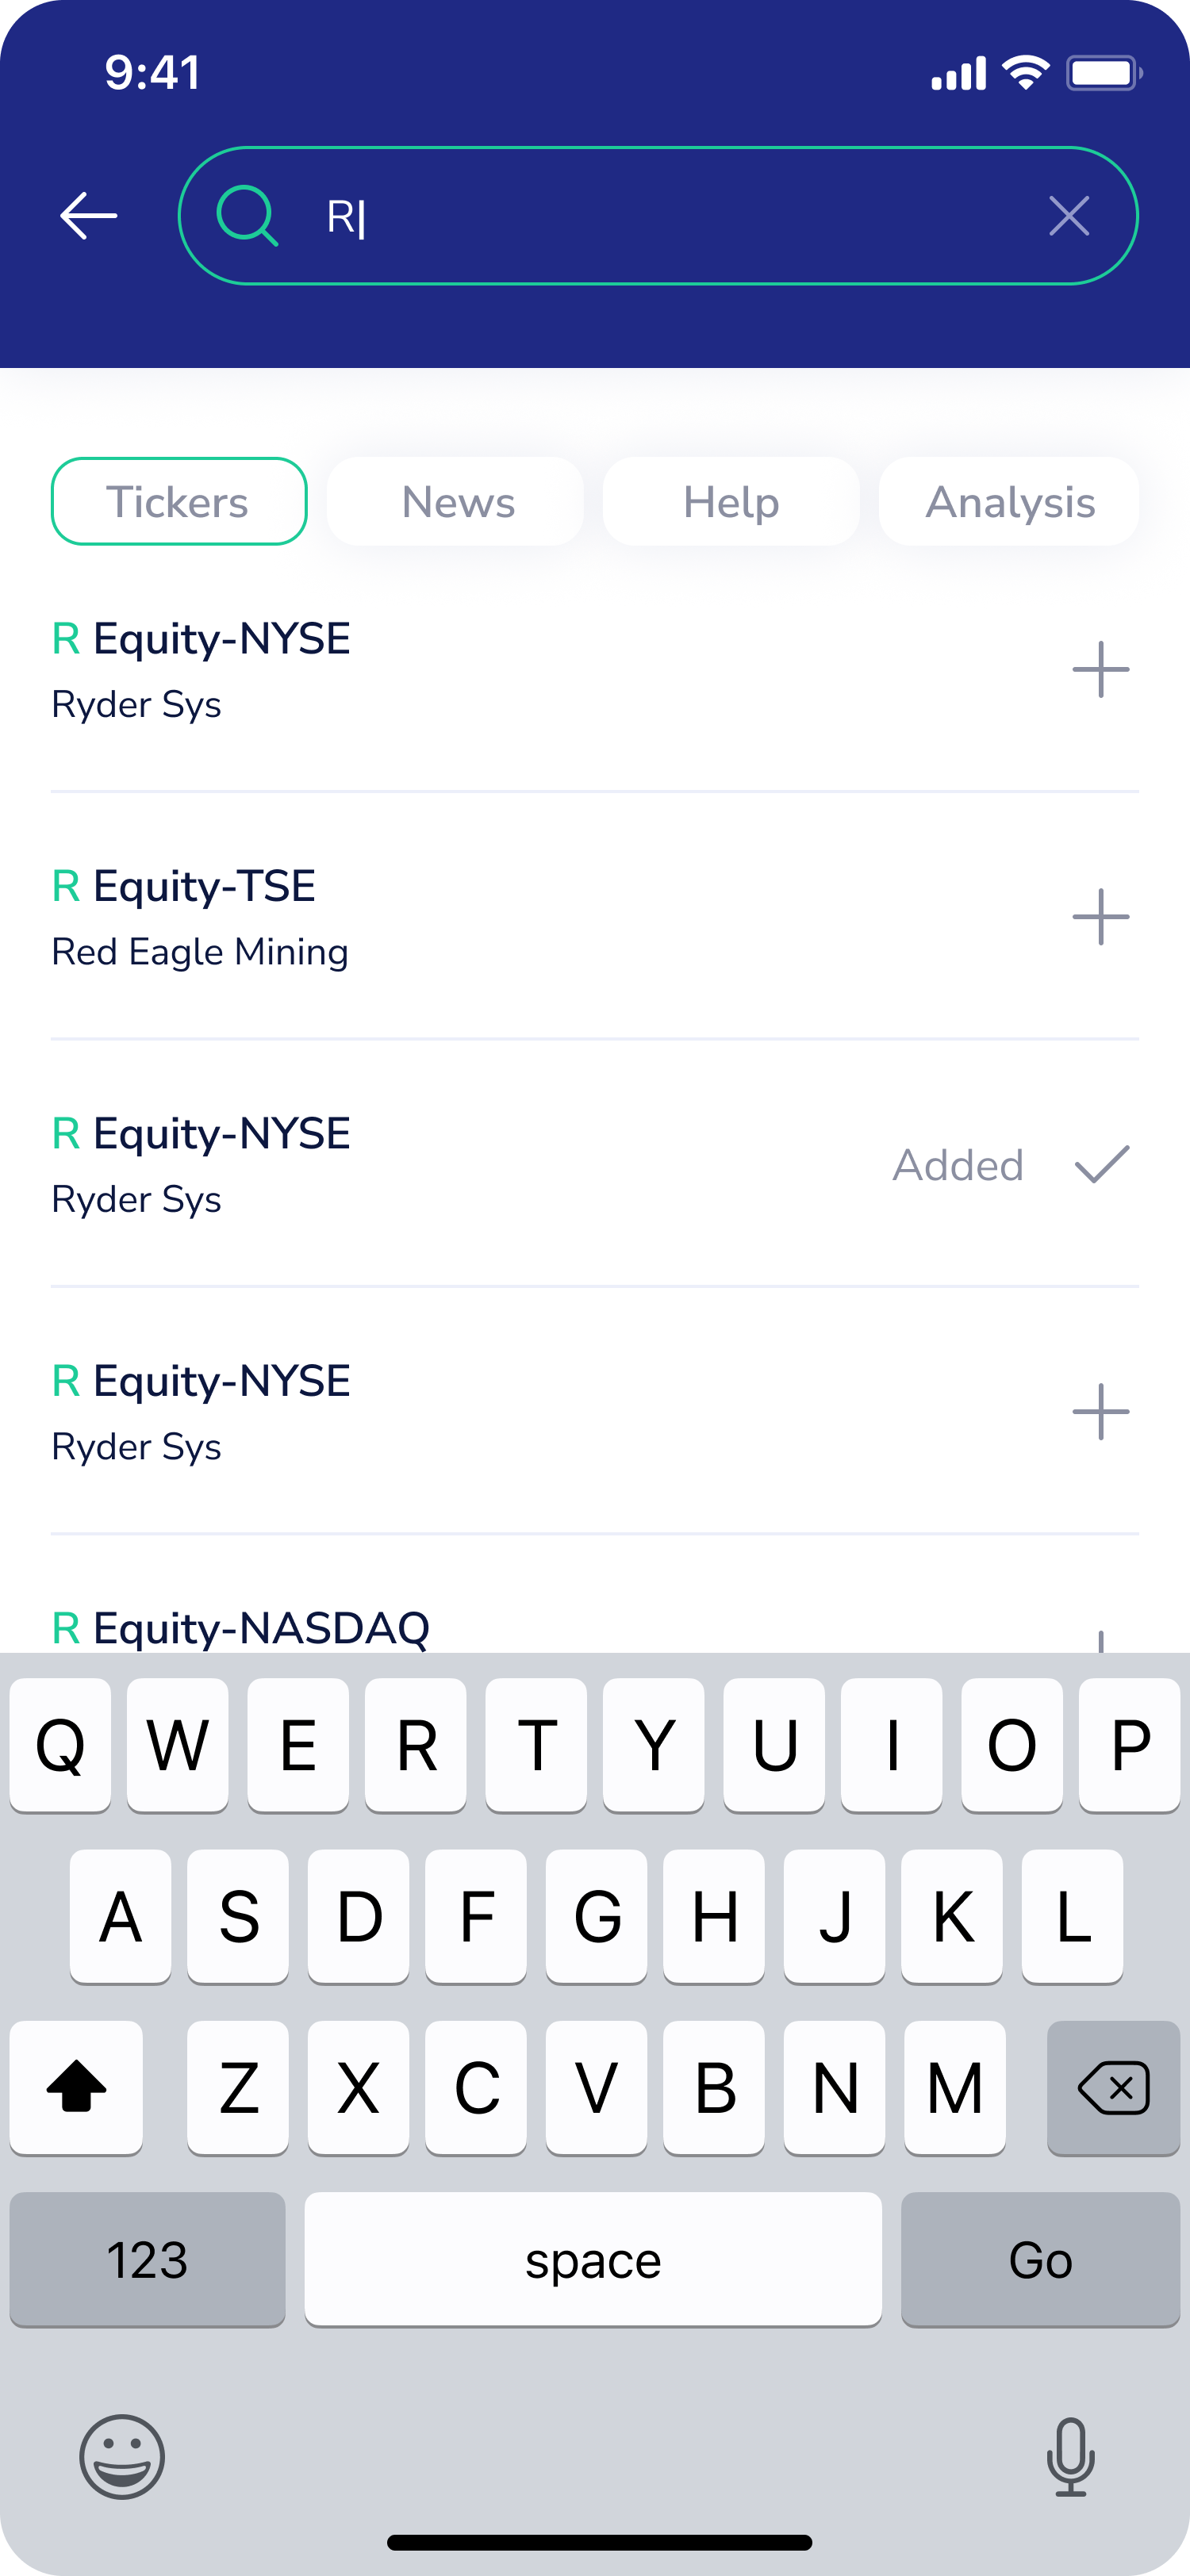 9:41
R
Tickers News Help Analysis
R Equity-NYSE
Ryder Sys
R Equity-TSE
Red Eagle Mining
R Equity-NYSE
Ryder Sys
Added
R Equity-NYSE
Ryder Sys
R Equity-NASDAQ
Q W E R T Y U I O P
A S D F G H J K L
Z X C V B N M
123 space Go